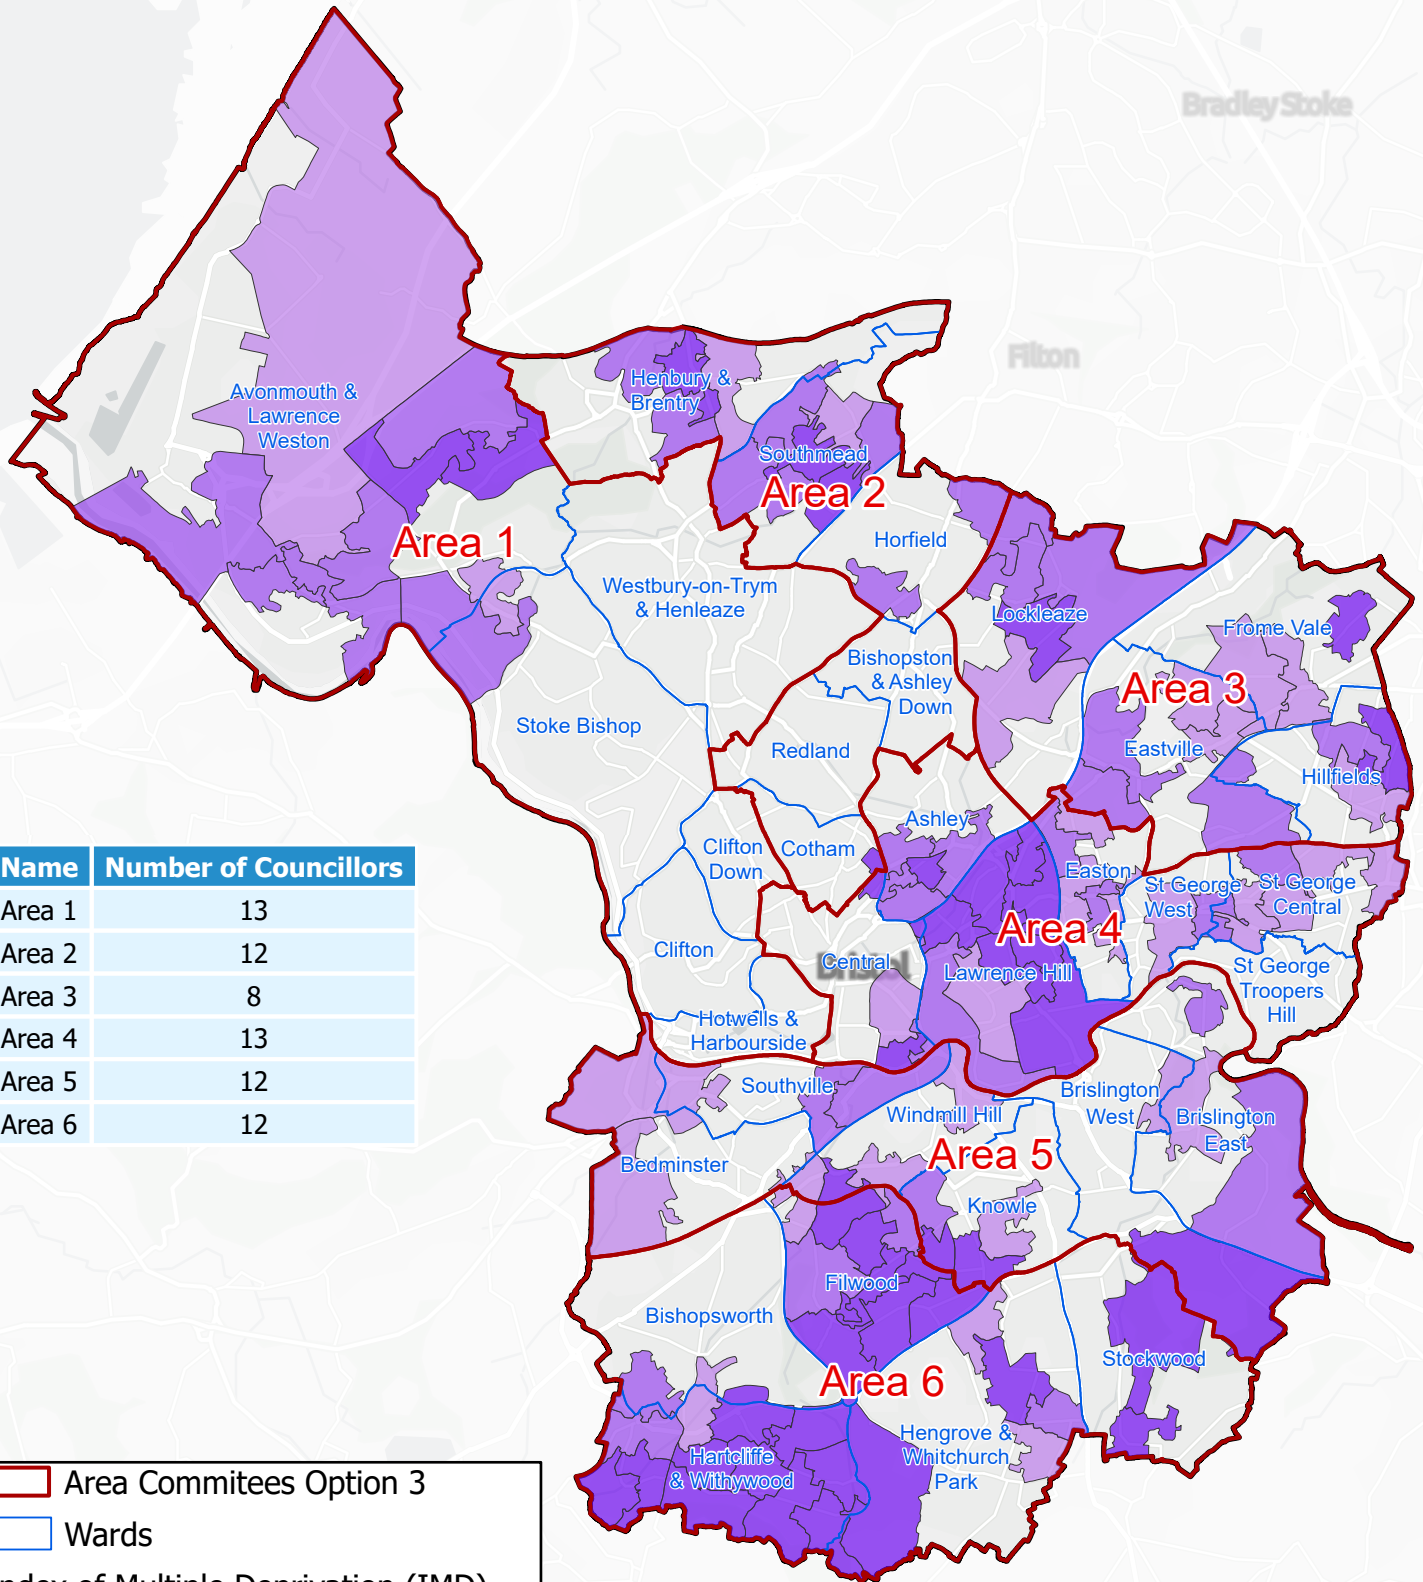 Bradley Stoke
Filton
Henbury &
Brentry
Avonmouth &
Lawrence
Weston
Southmead
Area 2
Area 1
Horfield
Westbury-on-Trym
& Henleaze
Lockleaze
Frome Vale
Bishopston
& Ashley
Down
Area 3
Stoke Bishop
Redland
Eastville
Hillfields
Ashley
Clifton
Down
Cotham
Easton
St George
West
St George
Central
Area 4
Clifton
Central
Bristol
Lawrence Hill
St George
Troopers
Hill
Hotwells &
Harbourside
Southville
Windmill Hill
Brislington
West
Brislington
East
Bedminster
Area 5
Knowle
Filwood
Bishopsworth
Stockwood
Area 6
Hengrove &
Whitchurch
Park
Hartcliffe
& Withywood
Name Number of Councillors
Area 1 13
Area 2 12
Area 3 8
Area 4 13
Area 5 12
Area 6 12
Area Commitees Option 3
Wards
of Multiple Deprivation (IMD)